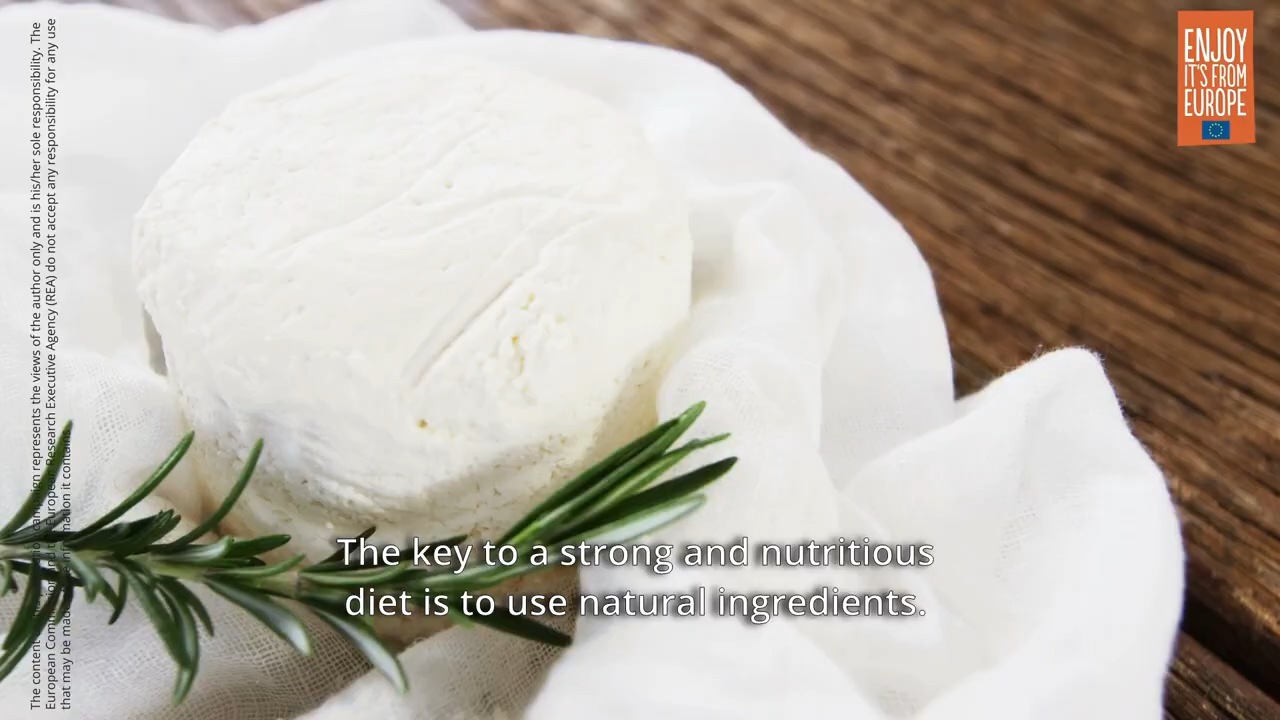 The content of this promotion campaign represents the views of the author only and is his/her sole responsibility. The
European Commission and the European Research Executive Agency (REA) do not accept any responsibility for any use
that may be made of the information it contains.
ENJOY
IT'S FROM
EUROPE
The key to a strong and nutritious
diet is to use natural ingredients.